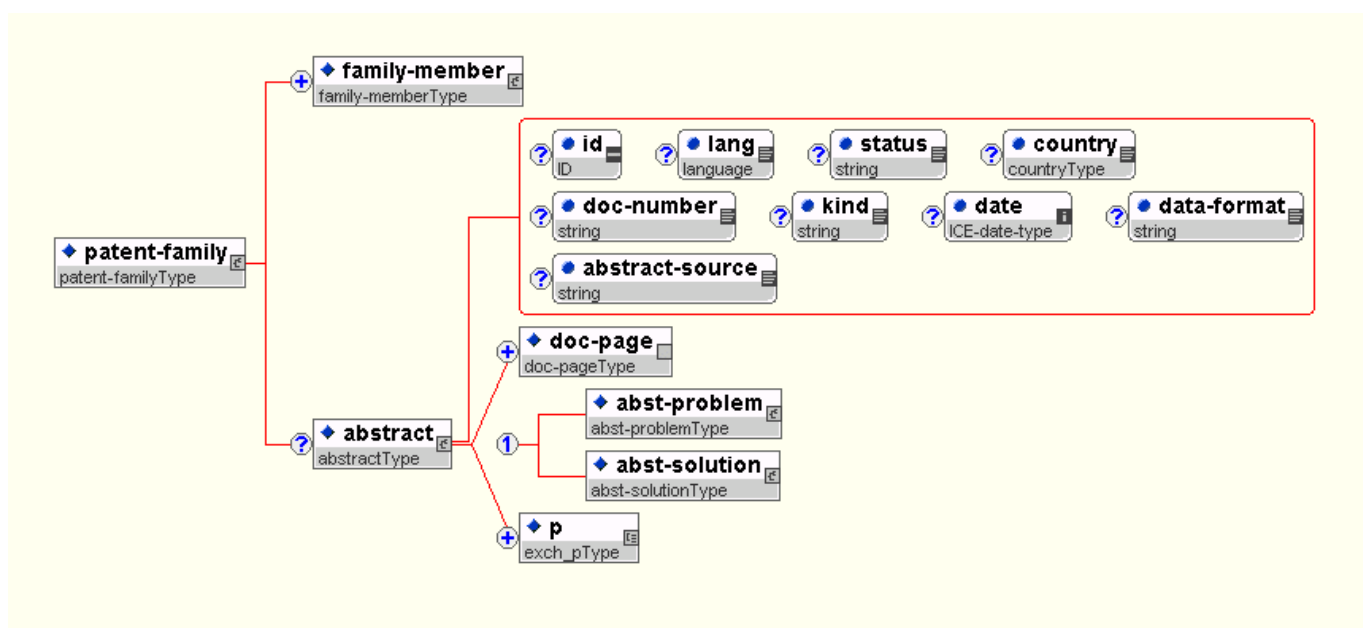 + family-member
family-memberType
? id ? lang ? status ? country
ID language string countryType
? doc-number ? kind ? date i ? data-format
string string ICE-date-type string
? abstract-source
string
patent-family
patent-familyType
+ doc-page
doc-pageType
abst-problem
abst-problemType
? abstract
abstractType
1
abst-solution
abst-solutionType
+ p
exch_pType